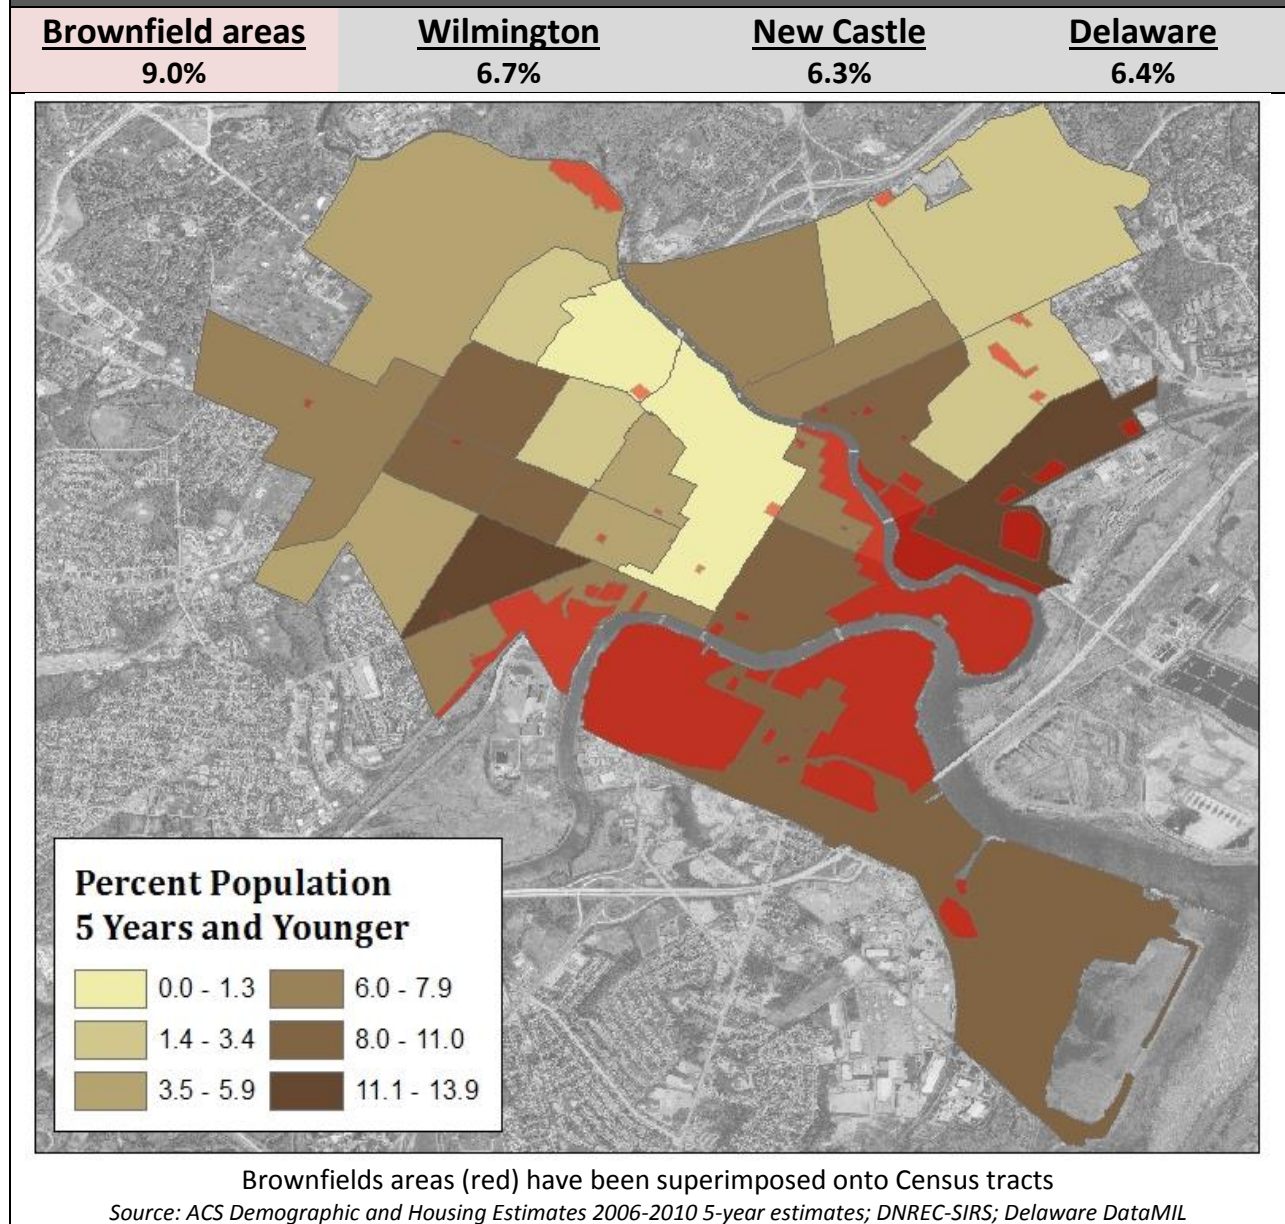 Brownfield areas Wilmington New Castle Delaware
9.0% 6.7% 6.3% 6.4%
Percent Population
5 Years and Younger
0.0 - 1.3 6.0 - 7.9
1.4 - 3.4 8.0 - 11.0
3.5 - 5.9 11.1 - 13.9
Brownfields areas (red) have been superimposed onto Census tracts
Source: ACS Demographic and Housing Estimates 2006-2010 5-year estimates; DNREC-SIRS; Delaware DataMIL